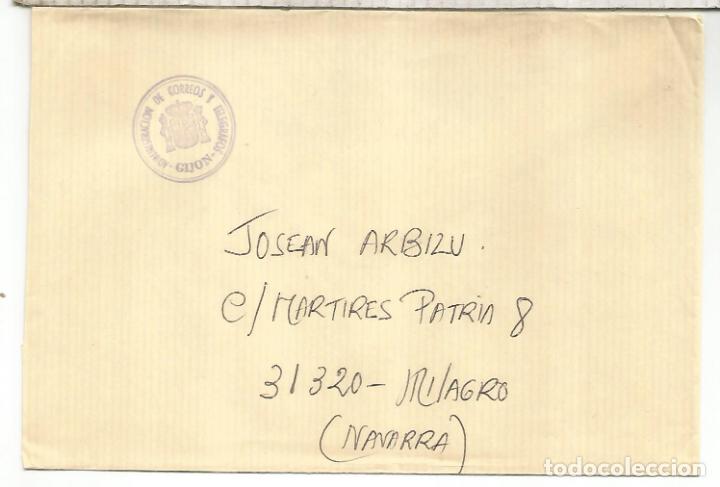 ADMINISTRACION DE CORREOS Y TELEGRAFOS
-GIJON-
JOSEAN ARBIZU.
C/ MARTIRES PATRIA 8
31320 - MILAGRO
(NAVARRA)
todocoleccion